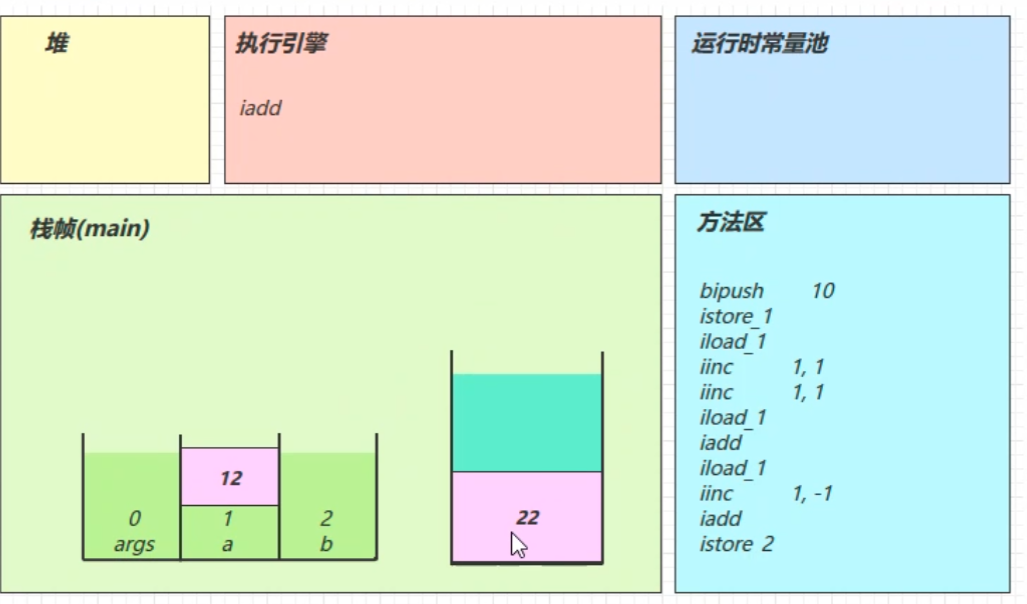 堆
执行引擎
iadd
运行时常量池
栈帧(main)
12
0 1 2
args a b
22
方法区
bipush 10
istore_1
iload_1
iinc 1, 1
iinc 1, 1
iload_1
iadd
iload_1
iinc 1, -1
iadd
istore 2